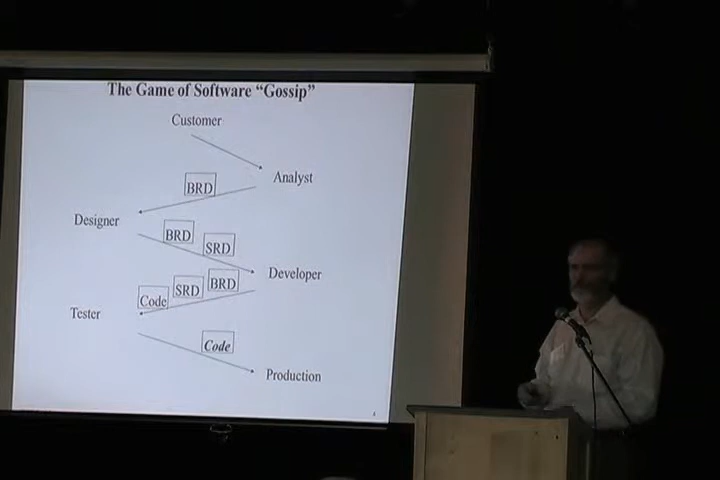 The Game of Software “Gossip”
Customer
Analyst
BRD
Designer
BRD
SRD
Developer
Code
SRD
BRD
Tester
Code
Production